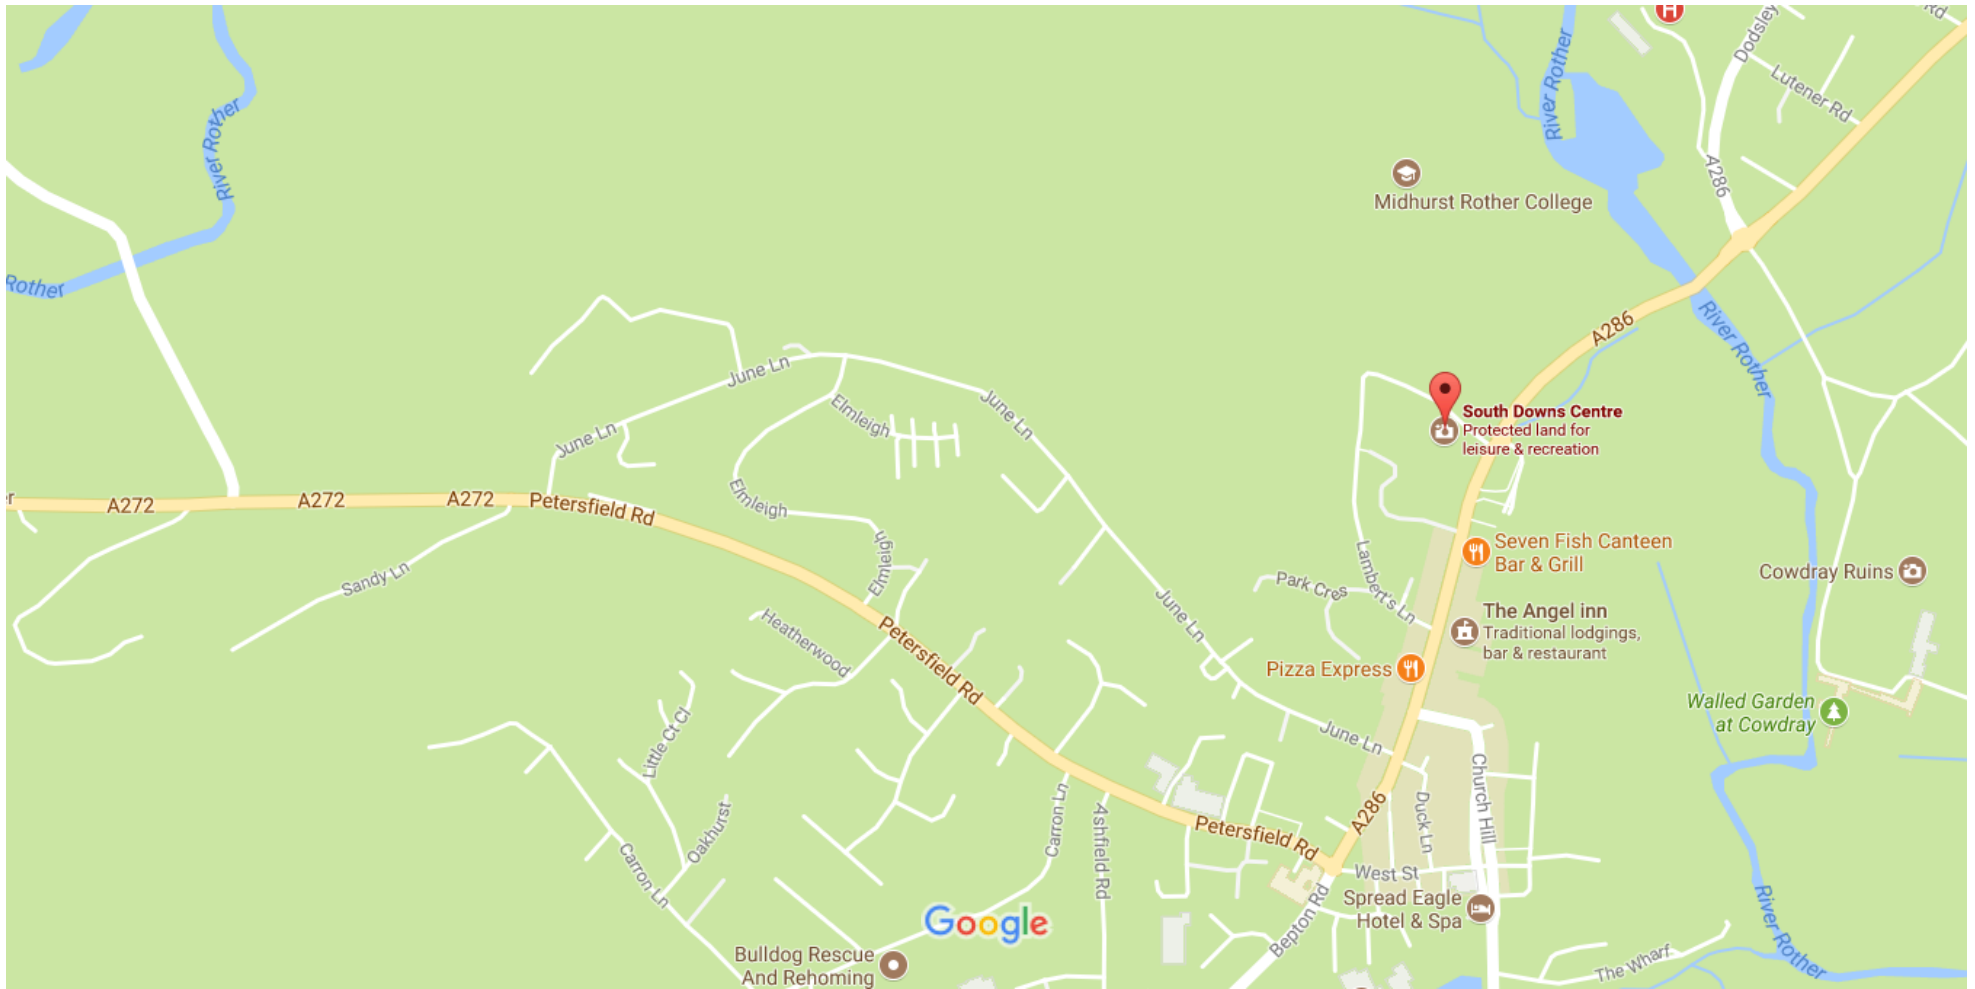 H
Rd
Dodsley
River Rother
Lutener Rd
River Rother
River Rother
A286
Midhurst Rother College
Rother
A286
River Rother
June Ln
June Ln
Elmleigh
June Ln
South Downs Centre
Protected land for
leisure & recreation
A272
A272
A272
Petersfield Rd
Elmleigh
Elmleigh
Sandy Ln
Seven Fish Canteen
Bar & Grill
Lambert's Ln
Park Cres
Cowdray Ruins
June Ln
The Angel inn
Traditional lodgings,
bar & restaurant
Heatherwood
Petersfield Rd
Pizza Express
Walled Garden
at Cowdray
Little Ct Cl
June Ln
Church Hill
A286
Duck Ln
Carron Ln
Ashfield Rd
Petersfield Rd
Oakhurst
Carron Ln
West St
Spread Eagle
Hotel & Spa
Bepton Rd
Google
Bulldog Rescue
And Rehoming
The Wharf
River Rother